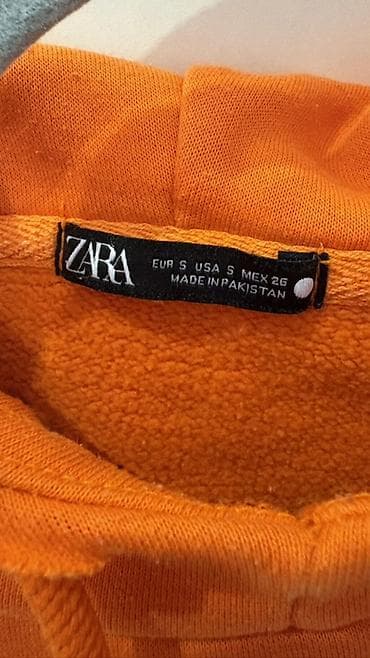 ZARA
EUR S USA S MEX 26
MADE IN PAKISTAN